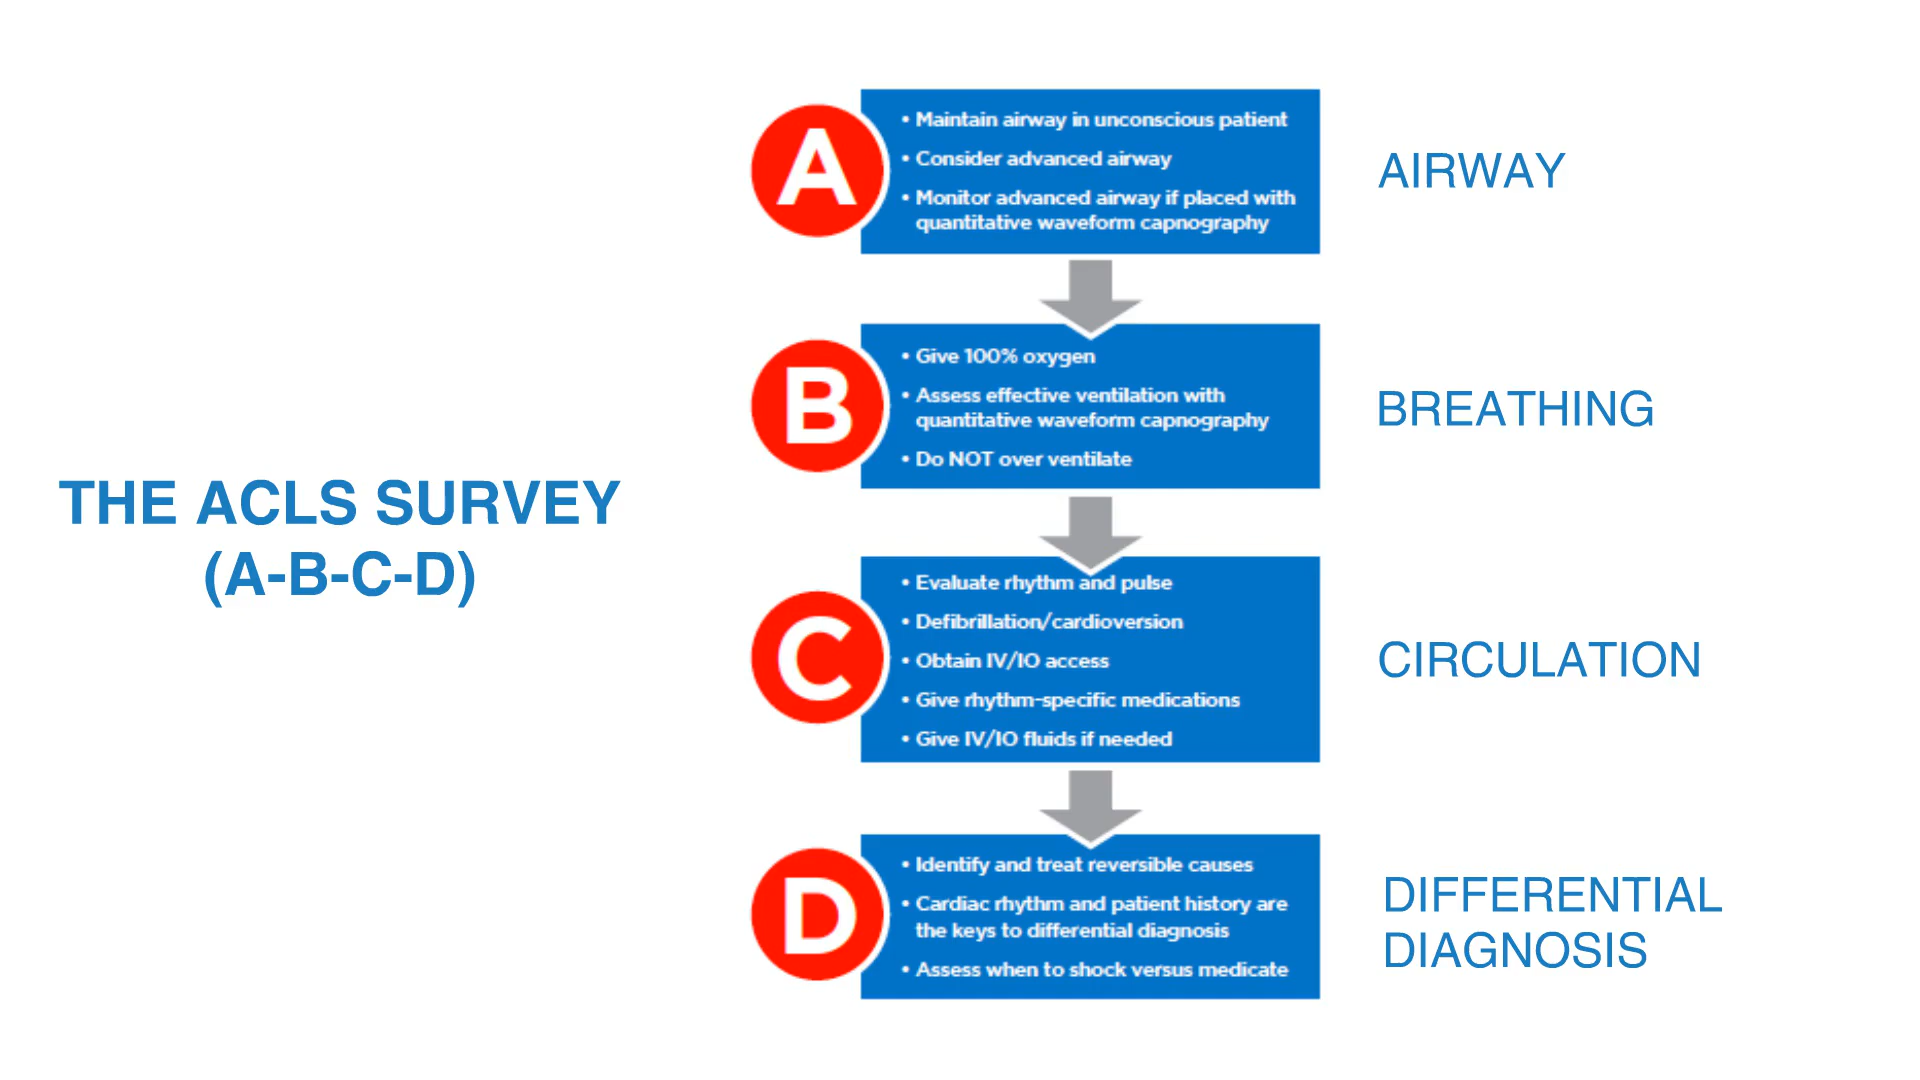 THE ACLS SURVEY
(A-B-C-D)
A
• Maintain airway in unconscious patient
• Consider advanced airway
• Monitor advanced airway if placed with
quantitative waveform capnography
AIRWAY
B
• Give 100% oxygen
• Assess effective ventilation with
quantitative waveform capnography
• Do NOT over ventilate
BREATHING
C
• Evaluate rhythm and pulse
• Defibrillation/cardioversion
• Obtain IV/IO access
• Give rhythm-specific medications
• Give IV/IO fluids if needed
CIRCULATION
D
• Identify and treat reversible causes
• Cardiac rhythm and patient history are
the keys to differential diagnosis
• Assess when to shock versus medicate
DIFFERENTIAL
DIAGNOSIS